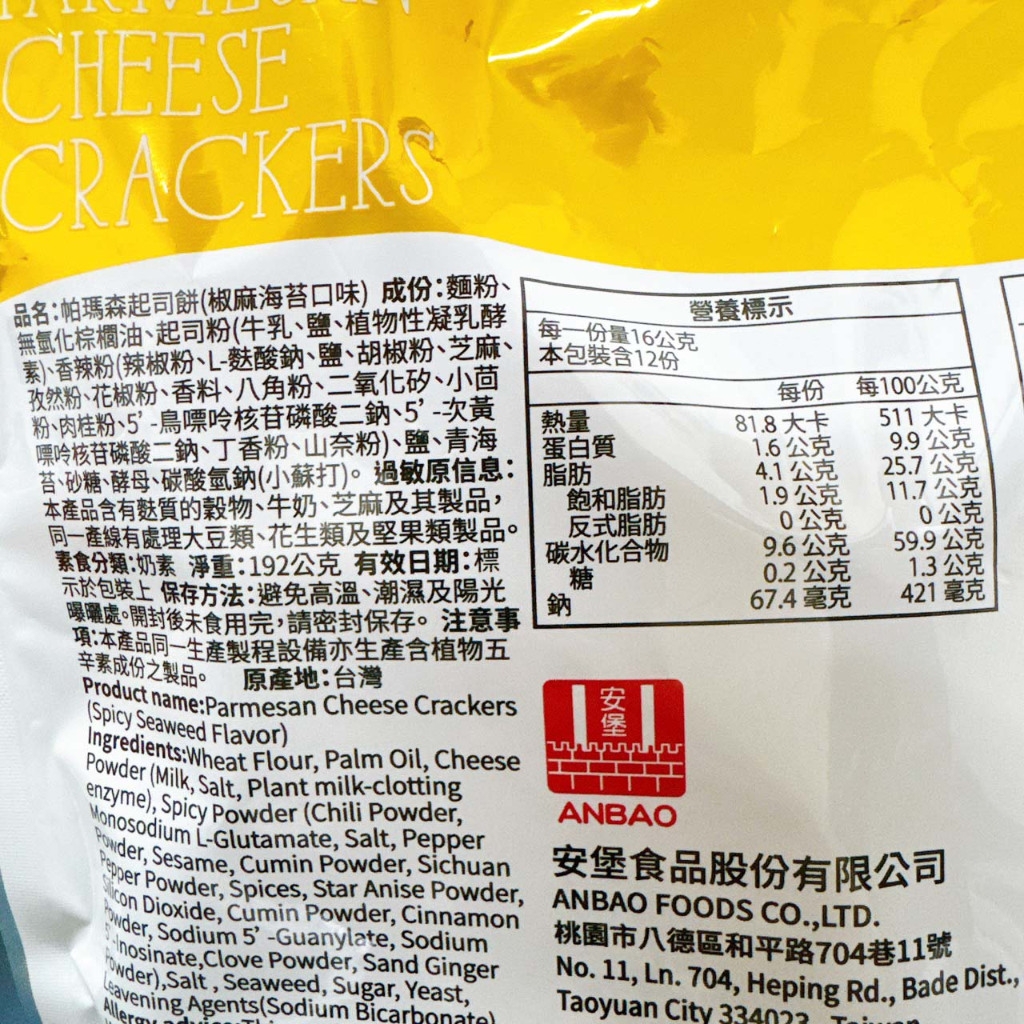 CHEESE
CRACKERS
品名:帕瑪森起司餅(椒麻海苔口味) 成份:麵粉、
無氫化棕櫚油、起司粉(牛乳、鹽、植物性凝乳酵
素)、香辣粉(辣椒粉、L-麩酸鈉、鹽、胡椒粉、芝麻、
孜然粉、花椒粉、香料、八角粉、二氧化矽、小茴
粉、肉桂粉、5’-鳥嘌呤核苷磷酸二鈉、5’-次黃
嘌呤核苷磷酸二鈉、丁香粉、山奈粉)、鹽、青海
苔、砂糖、酵母、碳酸氫鈉(小蘇打)。過敏原信息:
本產品含有麩質的穀物、牛奶、芝麻及其製品,
同一產線有處理大豆類、花生類及堅果類製品。
素食分類:奶素 淨重:192公克 有效日期:標
示於包裝上 保存方法:避免高溫、潮濕及陽光
曝曬處。開封後未食用完,請密封保存。注意事
項:本產品同一生產製程設備亦生產含植物五
辛素成份之製品。 原產地:台灣
Product name:Parmesan Cheese Crackers
(Spicy Seaweed Flavor)
Ingredients:Wheat Flour, Palm Oil, Cheese
Powder (Milk, Salt, Plant milk-clotting
enzyme), Spicy Powder (Chili Powder,
Monosodium L-Glutamate, Salt, Pepper
Powder, Sesame, Cumin Powder, Sichuan
Pepper Powder, Spices, Star Anise Powder,
Silicon Dioxide, Cumin Powder, Cinnamon
Powder, Sodium 5’-Guanylate, Sodium
5’-Inosinate,Clove Powder, Sand Ginger
Powder),Salt , Seaweed, Sugar, Yeast,
Leavening Agents(Sodium Bicarbonate)
營養標示
每一份量16公克
本包裝含12份
每份 每100公克
熱量 81.8 大卡 511 大卡
蛋白質 1.6 公克 9.9 公克
脂肪 4.1 公克 25.7 公克
飽和脂肪 1.9 公克 11.7 公克
反式脂肪 0 公克 0 公克
碳水化合物 9.6 公克 59.9 公克
糖 0.2 公克 1.3 公克
鈉 67.4 毫克 421 毫克
安堡
ANBAO
安堡食品股份有限公司
ANBAO FOODS CO.,LTD.
桃園市八德區和平路704巷11號
No. 11, Ln. 704, Heping Rd., Bade Dist.,
Taoyuan City 334023